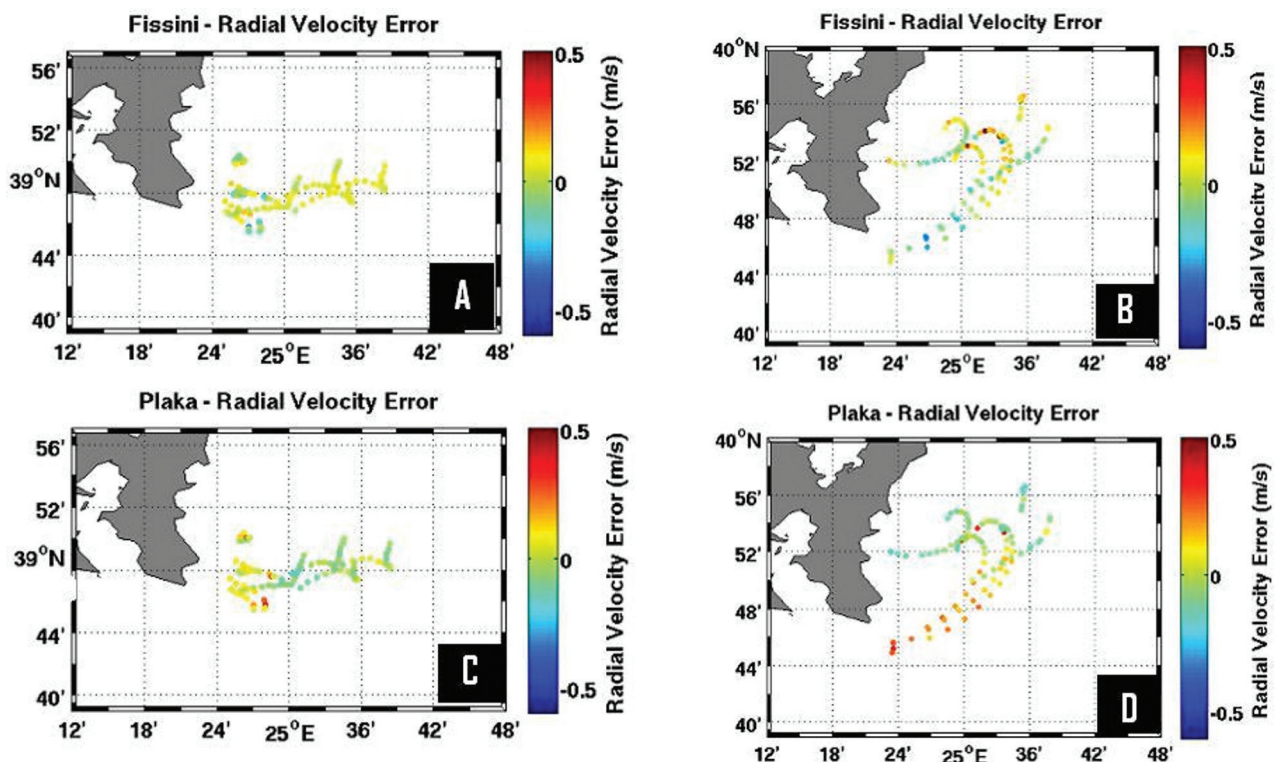 Fissini - Radial Velocity Error
56'
52'
39°N
44'
40'
12'
18'
24'
25°E
36'
42'
48'
0.5
0
-0.5
Radial Velocity Error (m/s)
A
Fissini - Radial Velocity Error
40°N
56'
52'
48'
44'
40'
12'
18'
24'
25°E
36'
42'
48'
0.5
0
-0.5
Radial Velocity Error (m/s)
B
Plaka - Radial Velocity Error
56'
52'
39°N
44'
40'
12'
18'
24'
25°E
36'
42'
48'
0.5
0
-0.5
Radial Velocity Error (m/s)
C
Plaka - Radial Velocity Error
40°N
56'
52'
48'
44'
40'
12'
18'
24'
25°E
36'
42'
48'
0.5
0
-0.5
Radial Velocity Error (m/s)
D